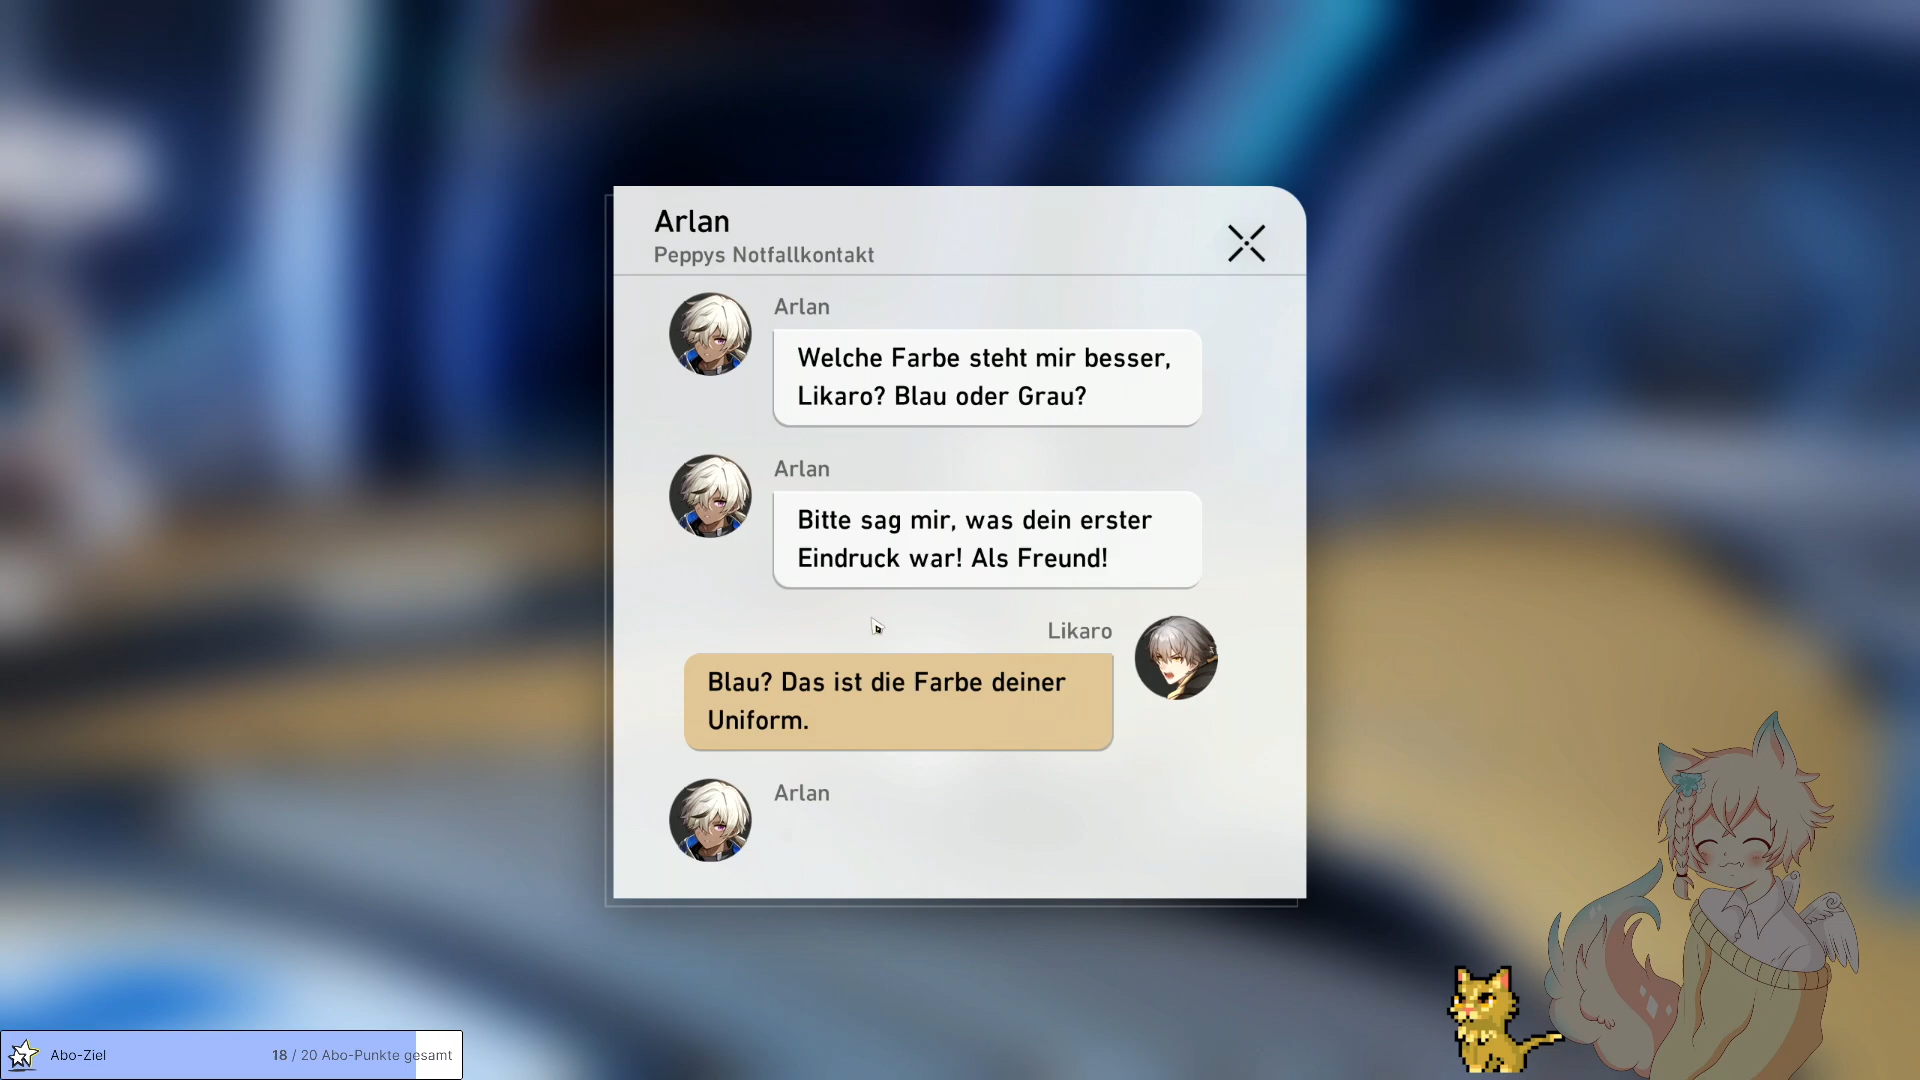 Arlan
Peppys Notfallkontakt
Arlan
Welche Farbe steht mir besser,
Likaro? Blau oder Grau?
Arlan
Bitte sag mir, was dein erster
Eindruck war! Als Freund!
Likaro
Blau? Das ist die Farbe deiner
Uniform.
Arlan
Abo-Ziel 18 / 20 Abo-Punkte gesamt